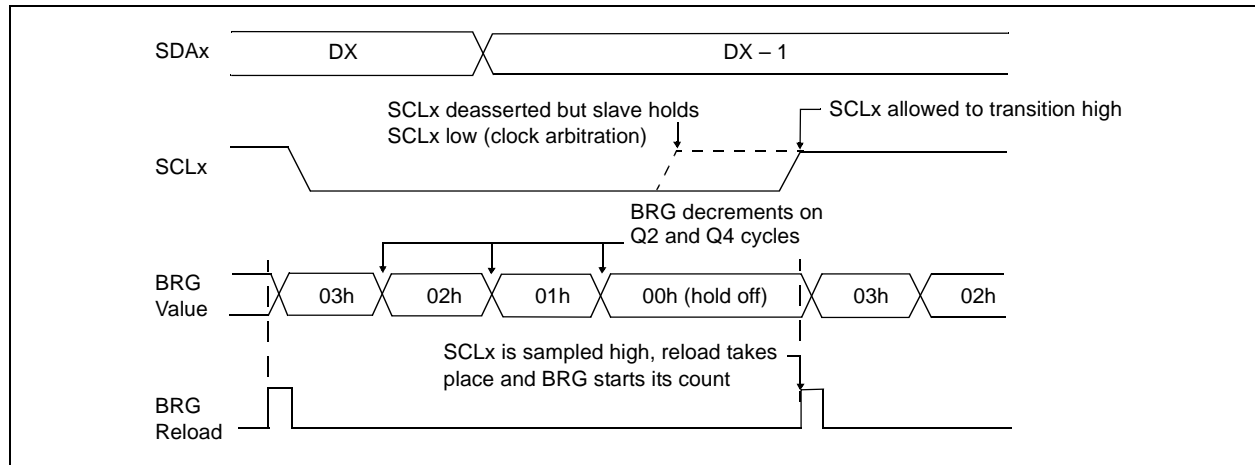 SDAx
DX
DX – 1
SCLx deasserted but slave holds
SCLx low (clock arbitration)
SCLx allowed to transition high
SCLx
BRG decrements on
Q2 and Q4 cycles
BRG
Value
03h
02h
01h
00h (hold off)
03h
02h
SCLx is sampled high, reload takes
place and BRG starts its count
BRG
Reload